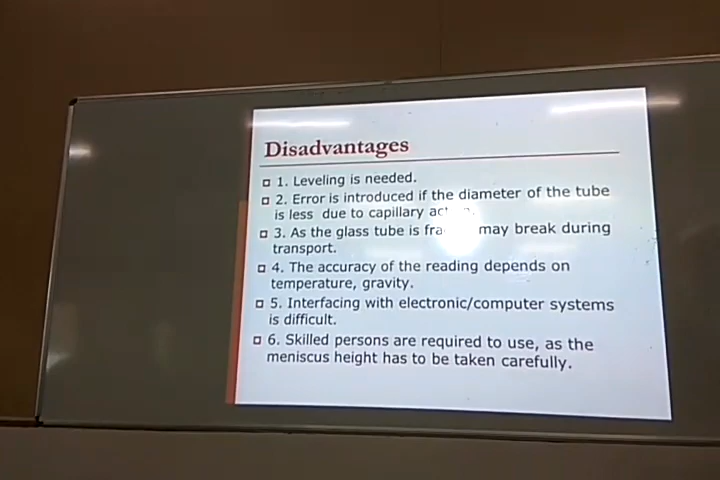 Disadvantages
1. Leveling is needed.
2. Error is introduced if the diameter of the tube
is less due to capillary
3. As the glass tube is may break during
transport.
4. The accuracy of the reading depends on
temperature, gravity.
5. Interfacing with electronic/computer systems
is difficult.
6. Skilled persons are required to use, as the
meniscus height has to be taken carefully.